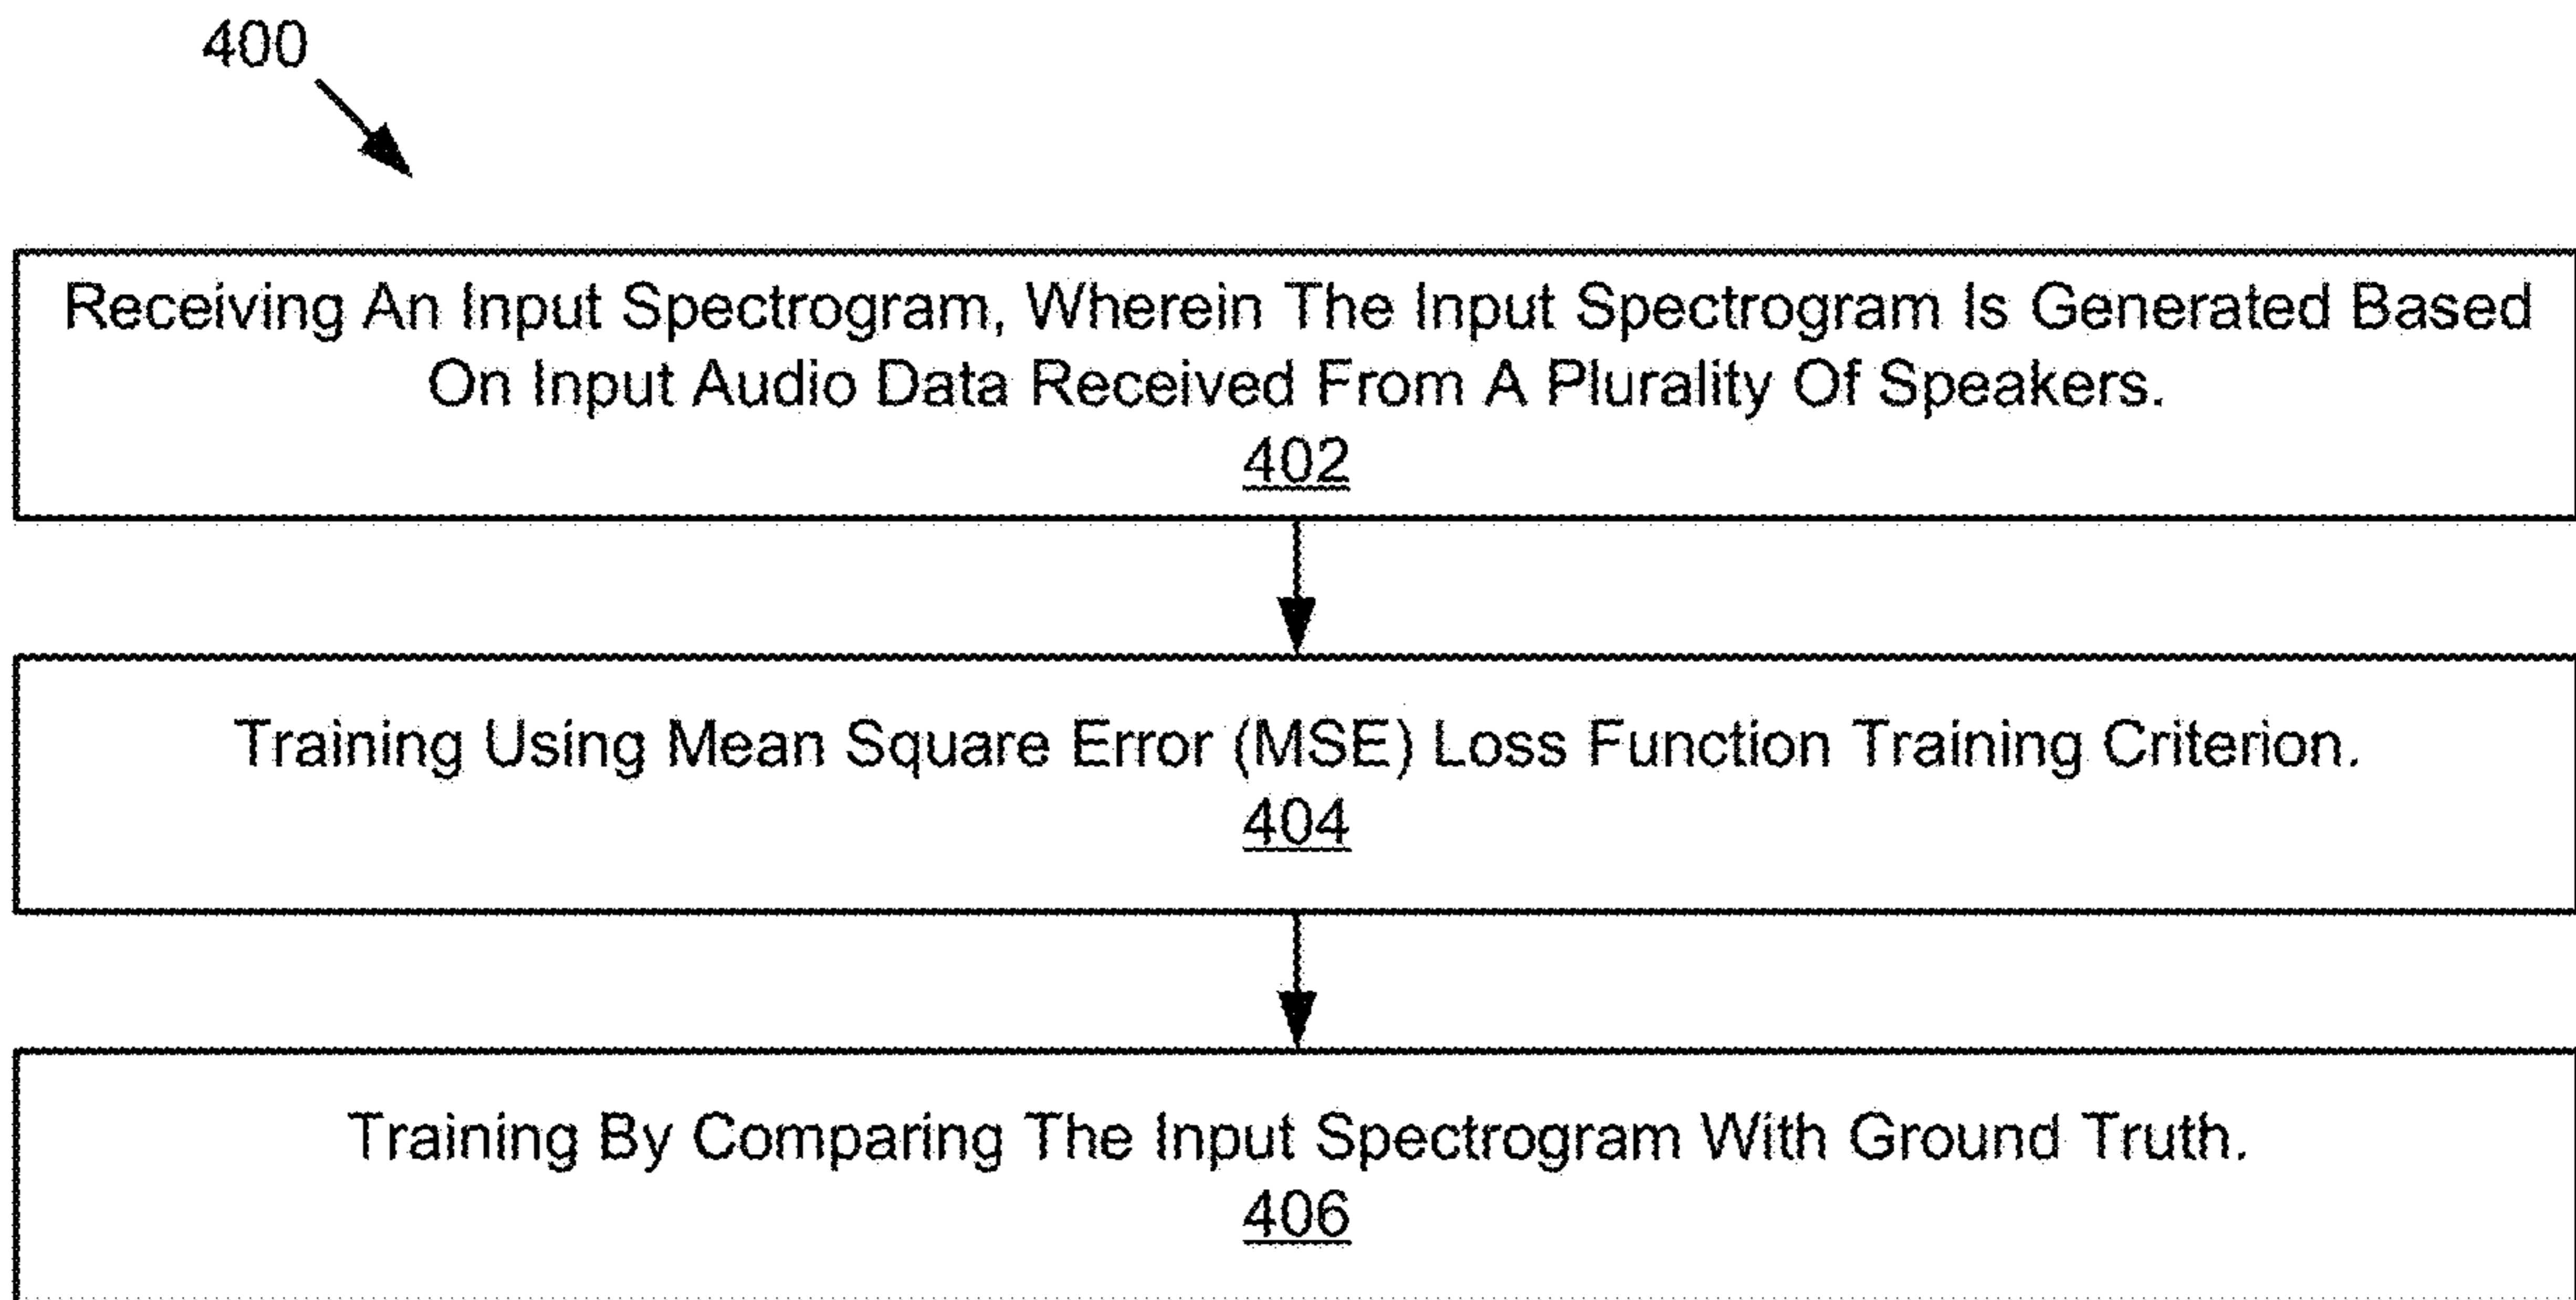 400
Receiving An Input Spectrogram, Wherein The Input Spectrogram Is Generated Based
On Input Audio Data Received From A Plurality Of Speakers.
402
Training Using Mean Square Error (MSE) Loss Function Training Criterion.
404
Training By Comparing The Input Spectrogram With Ground Truth.
406